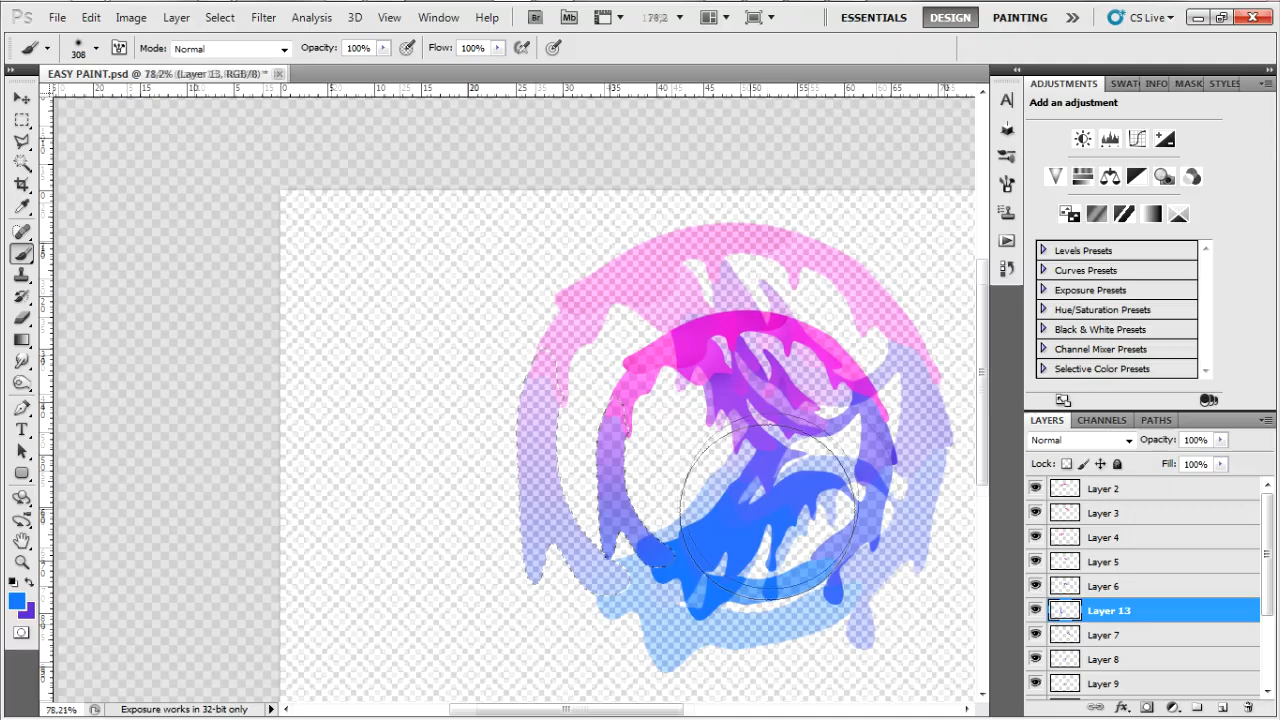 Ps File Edit Image Layer Select Filter Analysis 3D View Window Help Br Mb ESSENTIALS DESIGN PAINTING CS Live
308 Mode: Normal Opacity: 100% Flow: 100%
EASY PAINT.psd @ 78,2% (Layer 13, RGB/8) *
ADJUSTMENTS SWATC INFO MASK STYLES
Add an adjustment
Levels Presets
Curves Presets
Exposure Presets
Hue/Saturation Presets
Black & White Presets
Channel Mixer Presets
Selective Color Presets
LAYERS CHANNELS PATHS
Normal Opacity: 100%
Lock: Fill: 100%
Layer 2
Layer 3
Layer 4
Layer 5
Layer 6
Layer 13
Layer 7
Layer 8
Layer 9
78,21% Exposure works in 32-bit only